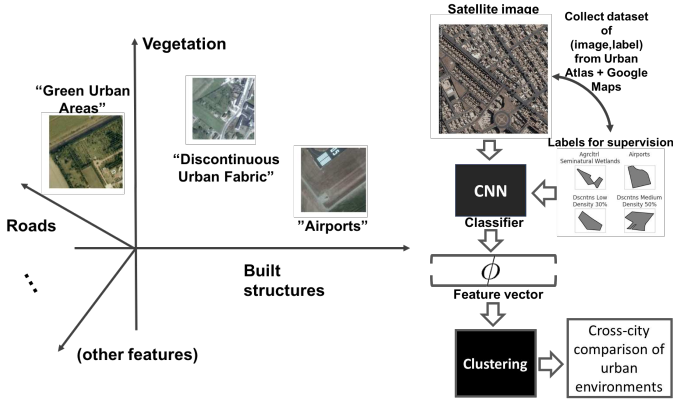 Vegetation
"Green Urban
Areas"
"Discontinuous
Urban Fabric"
"Airports"
Roads
Built
structures
(other features)
Satellite image
Collect dataset
of
(image,label)
from Urban
Atlas + Google
Maps
Labels for supervision
Agrcltrl
Seminatural Wetlands
Airports
Dscntns Low
Density 30%
Dscntns Medium
Density 50%
CNN
Classifier
ϕ
Feature vector
Clustering
Cross-city
comparison of
urban
environments